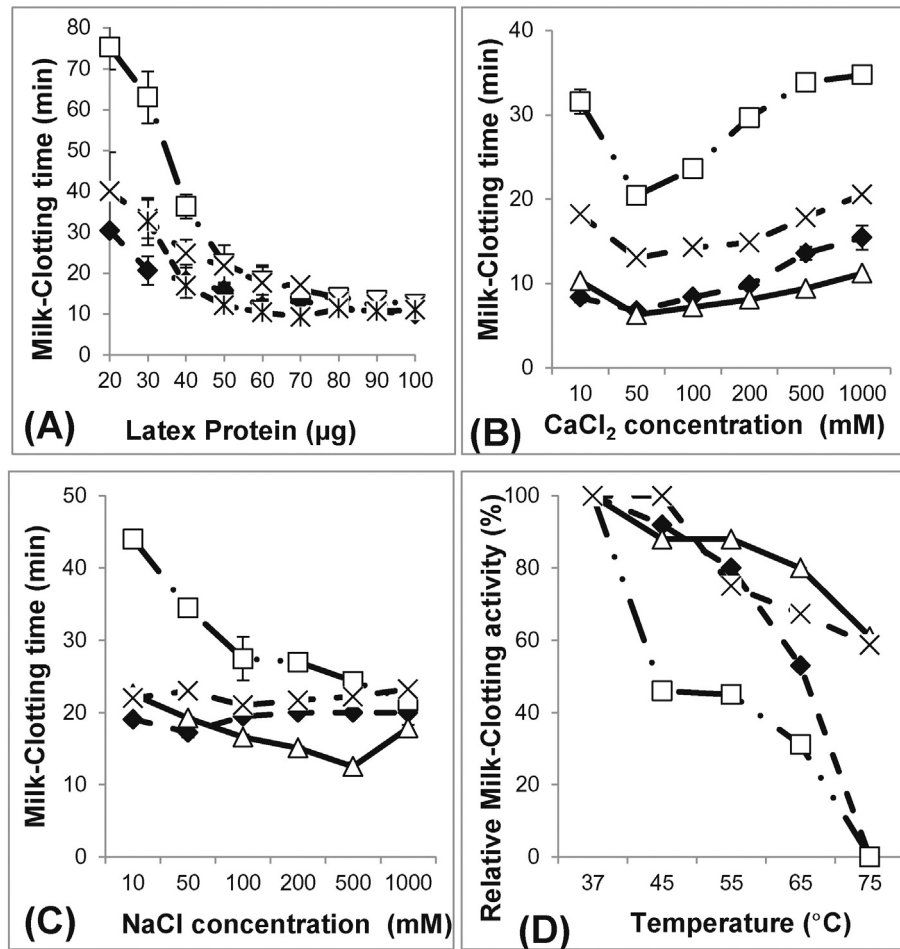 80
70
60
50
40
30
20
10
0
Milk-Clotting time (min)
20 30 40 50 60 70 80 90 100
(A) Latex Protein (µg)
40
30
20
10
0
Milk-Clotting time (min)
10 50 100 200 500 1000
(B) CaCl₂ concentration (mM)
50
40
30
20
10
0
Milk-Clotting time (min)
10 50 100 200 500 1000
(C) NaCl concentration (mM)
100
80
60
40
20
0
Relative Milk-Clotting activity (%)
37 45 55 65 75
(D) Temperature (°C)